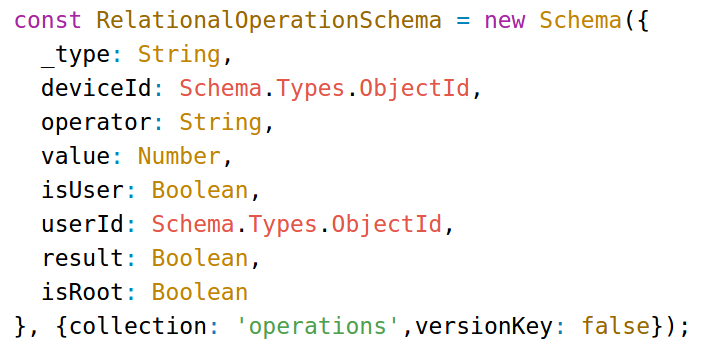 const RelationalOperationSchema = new Schema({
  _type: String,
  deviceId: Schema.Types.ObjectId,
  operator: String,
  value: Number,
  isUser: Boolean,
  userId: Schema.Types.ObjectId,
  result: Boolean,
  isRoot: Boolean
}, {collection: 'operations',versionKey: false});